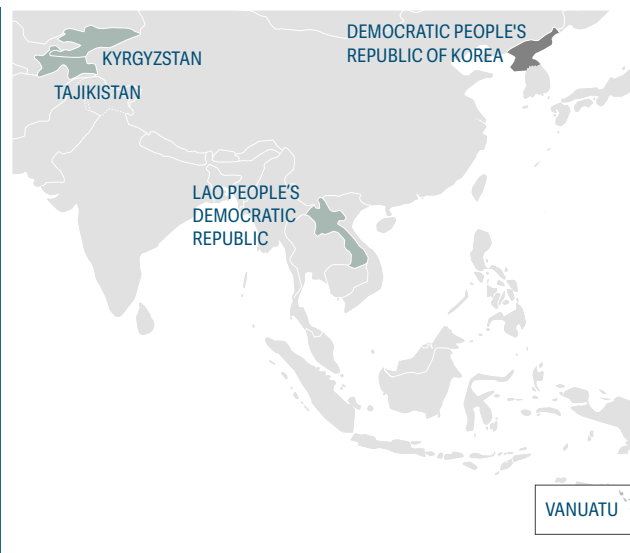 DEMOCRATIC PEOPLE'S
REPUBLIC OF KOREA
KYRGYZSTAN
TAJIKISTAN
LAO PEOPLE'S
DEMOCRATIC
REPUBLIC
VANUATU